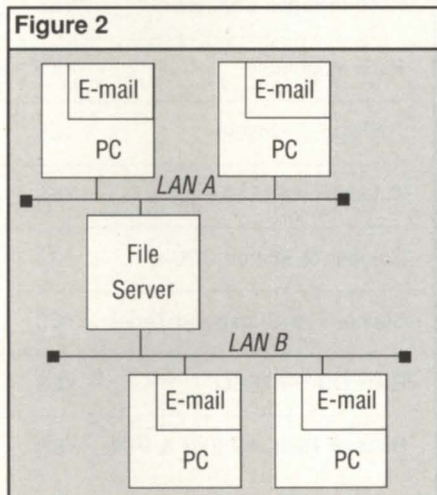 Figure 2
E-mail E-mail
PC PC
LAN A
File
Server
LAN B
E-mail E-mail
PC PC